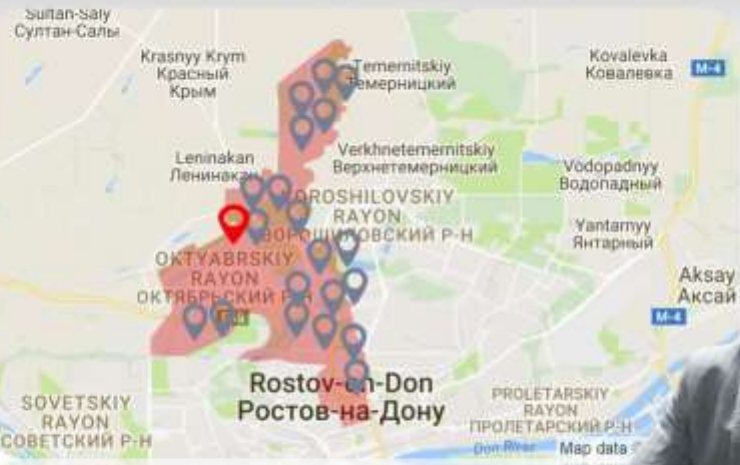 Sultan-Saly
Султан-Салы
Krasnyy Krym
Красный
Крым
Temernitskiy
Темерницкий
Kovalevka
Ковалевка
M-4
Leninakan
Ленинакан
Verkhnetemernitskiy
Верхнетемерницкий
Vodopadnyy
Водопадный
VOROSHILOVSKIY
RAYON
ВОРОШИЛОВСКИЙ Р-Н
Yantarnyy
Янтарный
OKTYABRSKIY
RAYON
ОКТЯБРЬСКИЙ Р-Н
Aksay
Аксай
M-4
Rostov-on-Don
Ростов-на-Дону
SOVETSKIY
RAYON
СОВЕТСКИЙ Р-Н
PROLETARSKIY
RAYON
ПРОЛЕТАРСКИЙ Р-Н
Don River
Map data